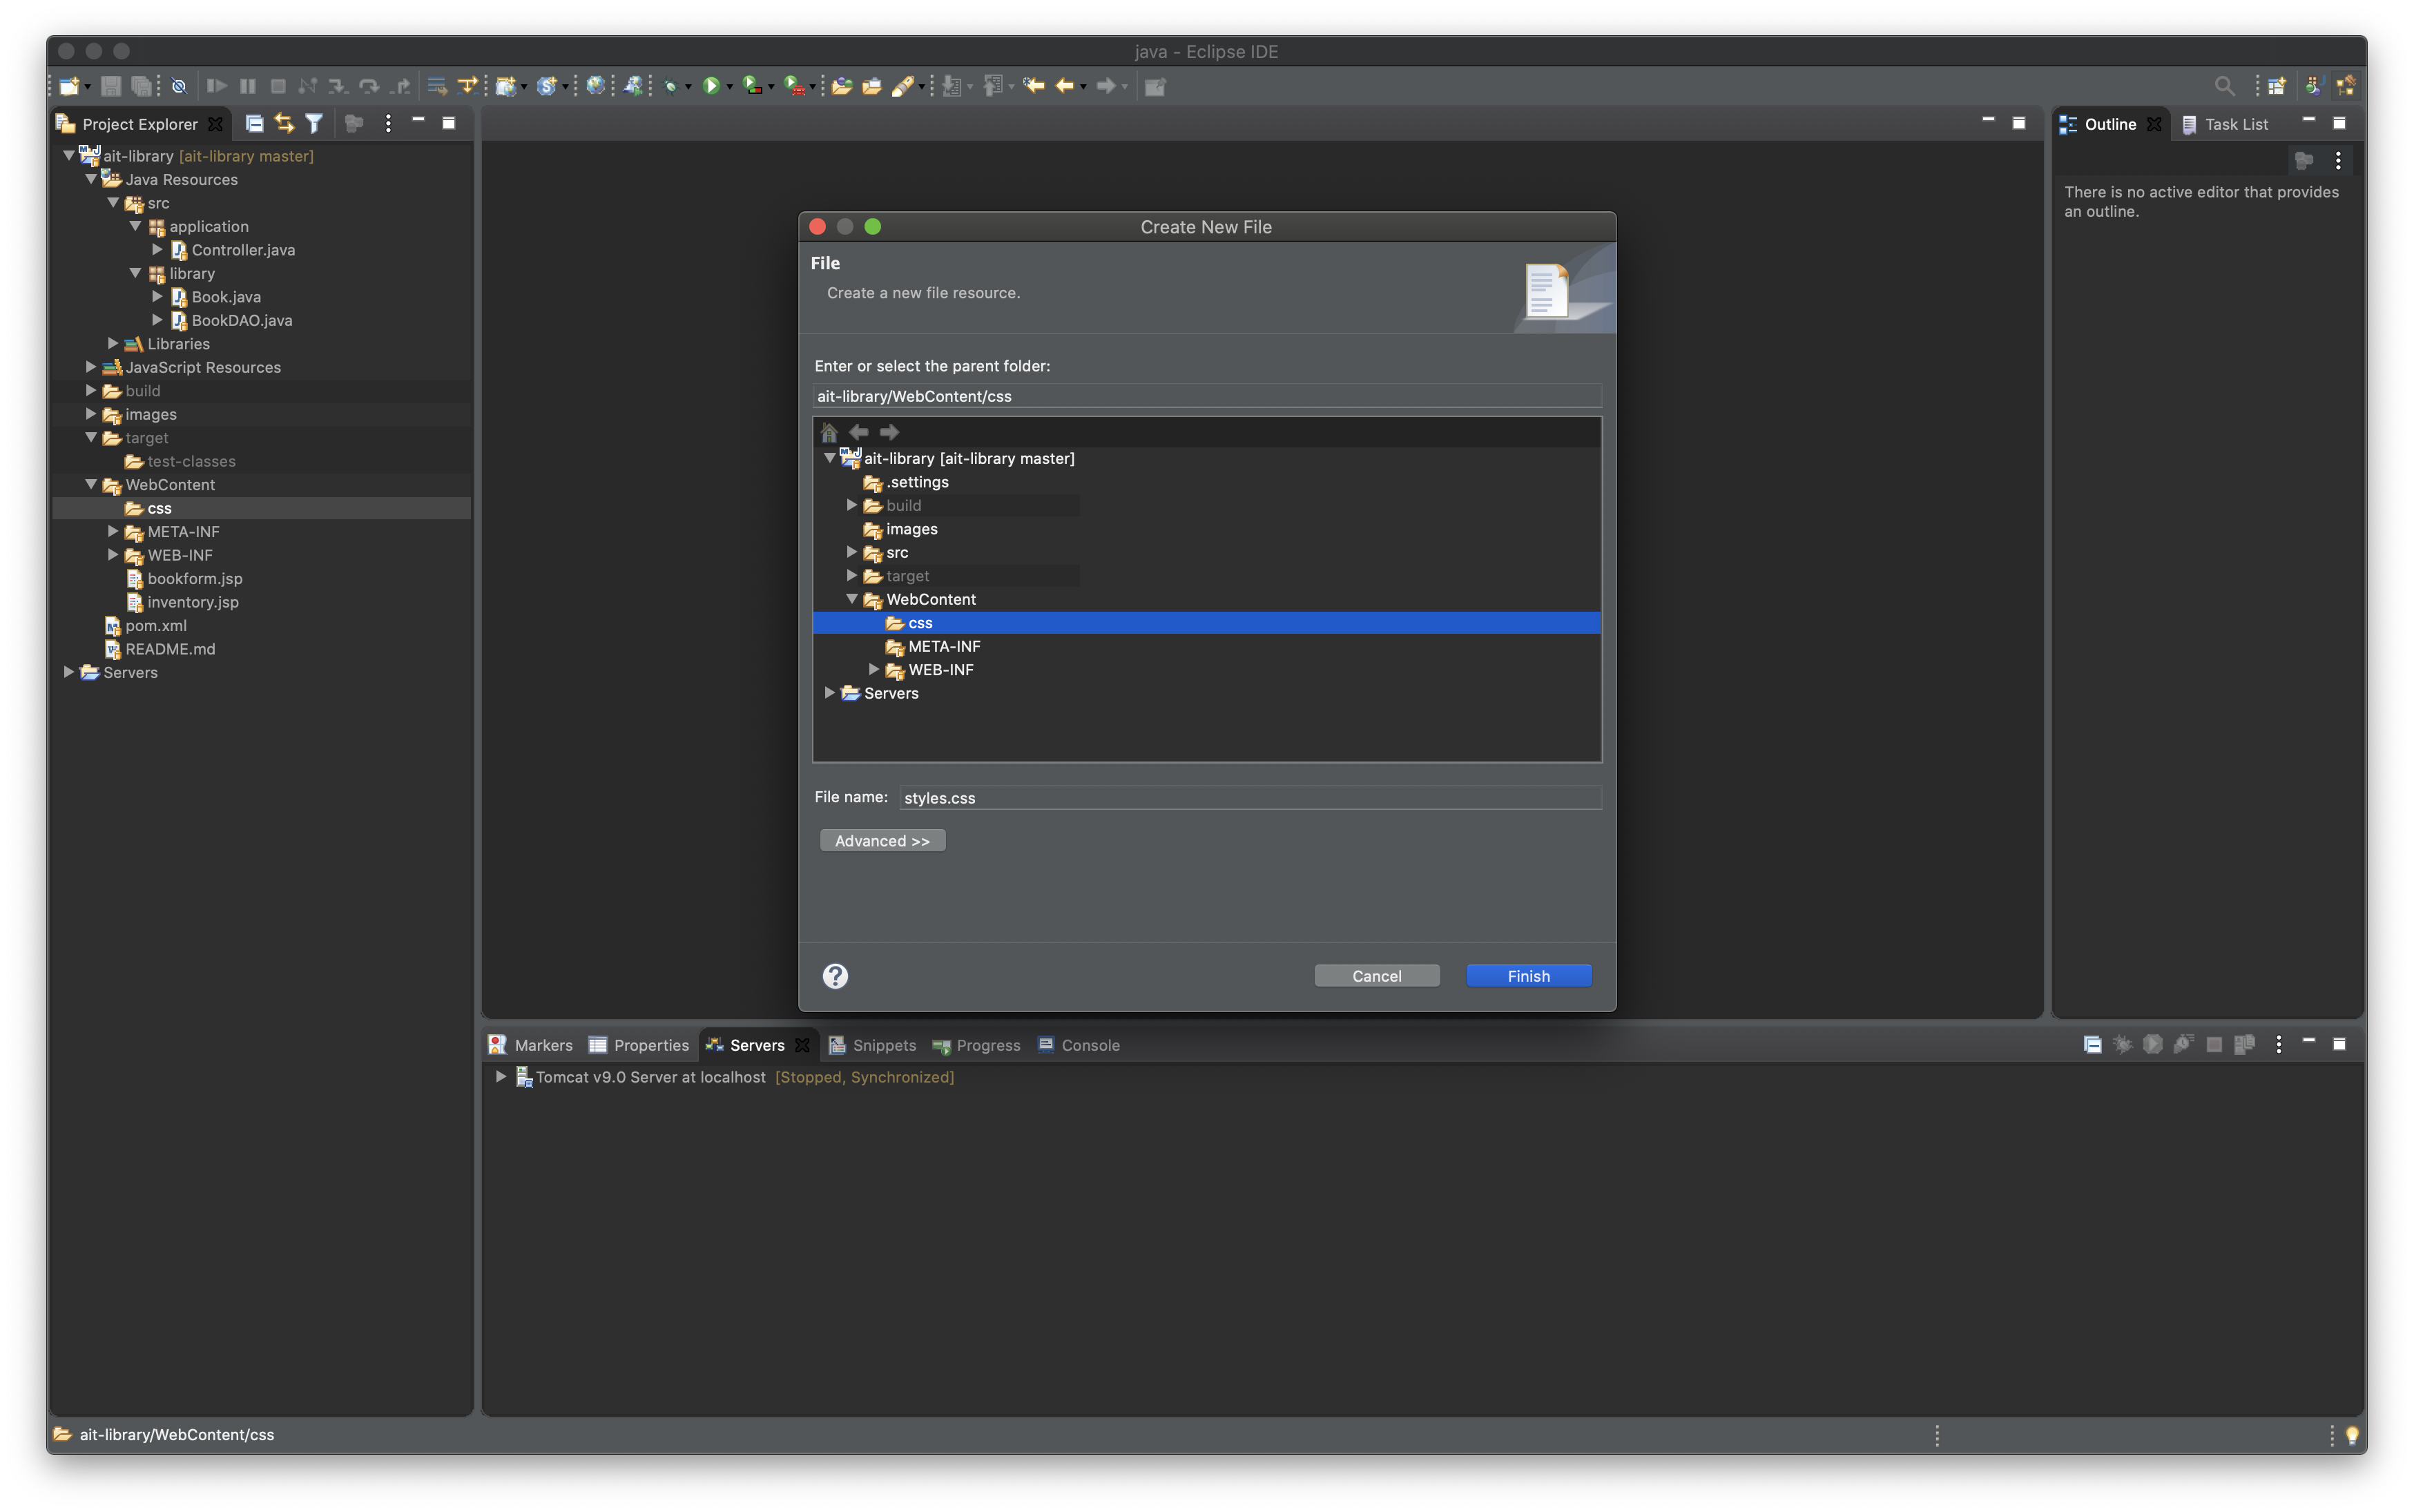 java - Eclipse IDE
Project Explorer
ait-library [ait-library master]
Java Resources
src
application
Controller.java
library
Book.java
BookDAO.java
Libraries
JavaScript Resources
build
images
target
test-classes
WebContent
css
META-INF
WEB-INF
bookform.jsp
inventory.jsp
pom.xml
README.md
Servers
Create New File
File
Create a new file resource.
Enter or select the parent folder:
ait-library/WebContent/css
ait-library [ait-library master]
.settings
build
images
src
target
WebContent
css
META-INF
WEB-INF
Servers
File name: styles.css
Advanced >>
?
Cancel Finish
Outline Task List
There is no active editor that provides
an outline.
Markers Properties Servers Snippets Progress Console
Tomcat v9.0 Server at localhost [Stopped, Synchronized]
ait-library/WebContent/css